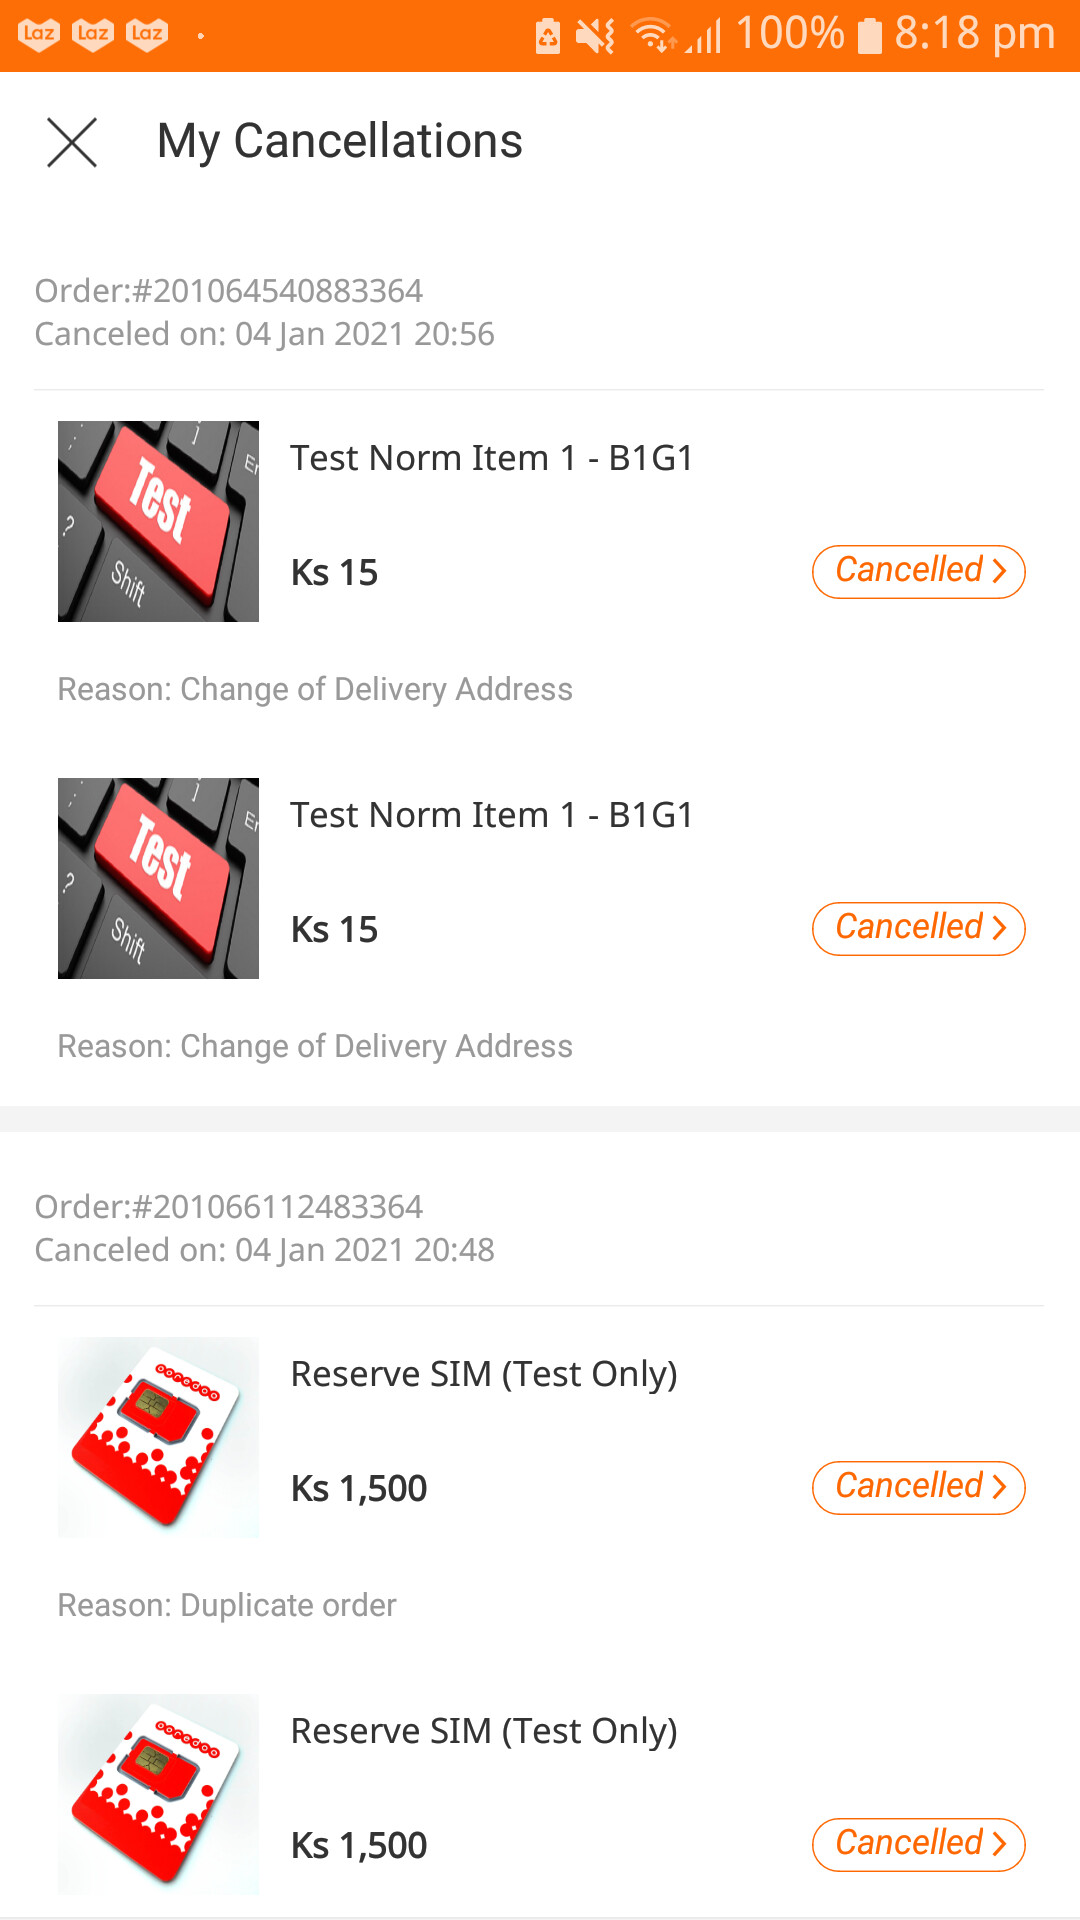 Laz Laz Laz 100% 8:18 pm
My Cancellations
Order:#201064540883364
Canceled on: 04 Jan 2021 20:56
Test Norm Item 1 - B1G1
Test
Shift
?
]
;
Ks 15
Cancelled
Reason: Change of Delivery Address
Test Norm Item 1 - B1G1
Test
Shift
?
]
;
Ks 15
Cancelled
Reason: Change of Delivery Address
Order:#201066112483364
Canceled on: 04 Jan 2021 20:48
Reserve SIM (Test Only)
ooredoo
Ks 1,500
Cancelled
Reason: Duplicate order
Reserve SIM (Test Only)
ooredoo
Ks 1,500
Cancelled